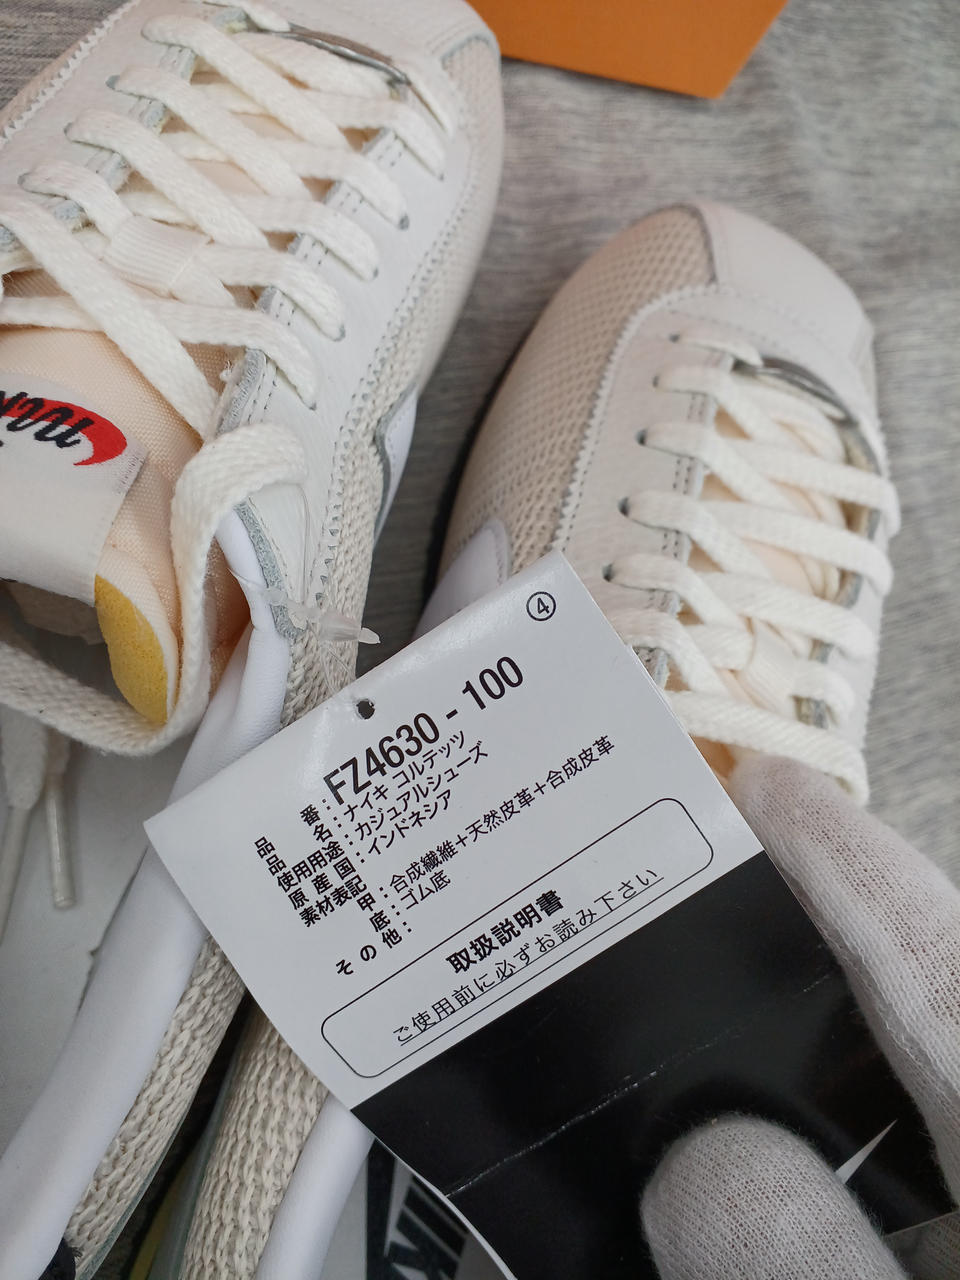 ④
品番：FZ4630 - 100
品名：ナイキ コルテッツ
使用用途：カジュアルシューズ
原産国：インドネシア
素材表記 甲：合成繊維＋天然皮革＋合成皮革
底：ゴム底
その他：
取扱説明書
ご使用前に必ずお読み下さい